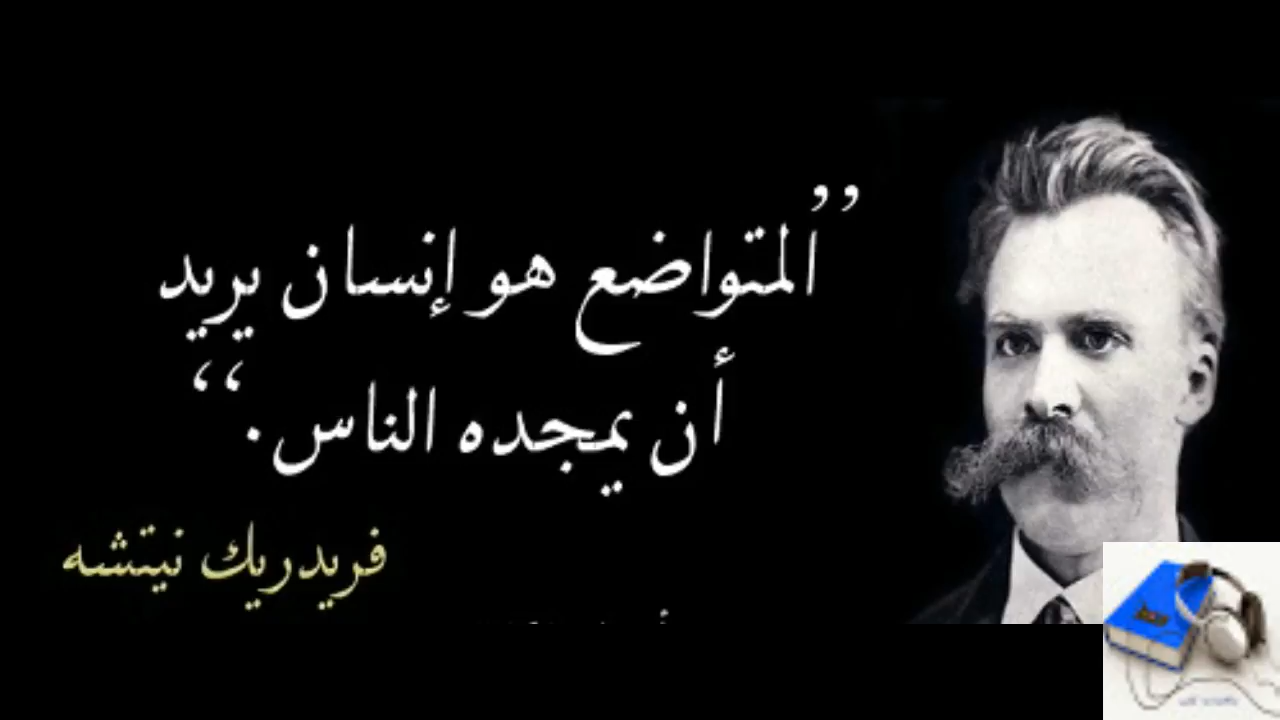 ”المتواضع هو إنسان يريد
أن يمجده الناس.“
فريدريك نيتشه